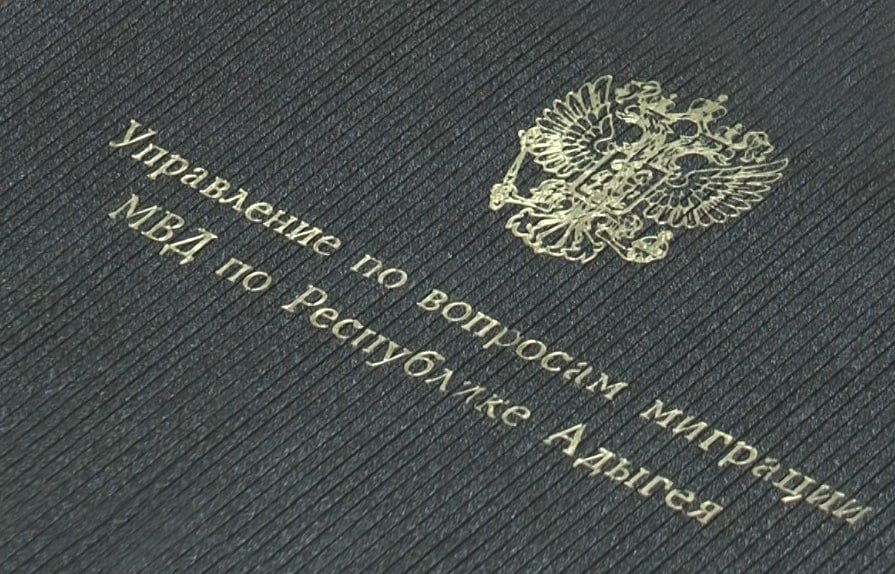 Управление по вопросам миграции
МВД по Республике Адыгея